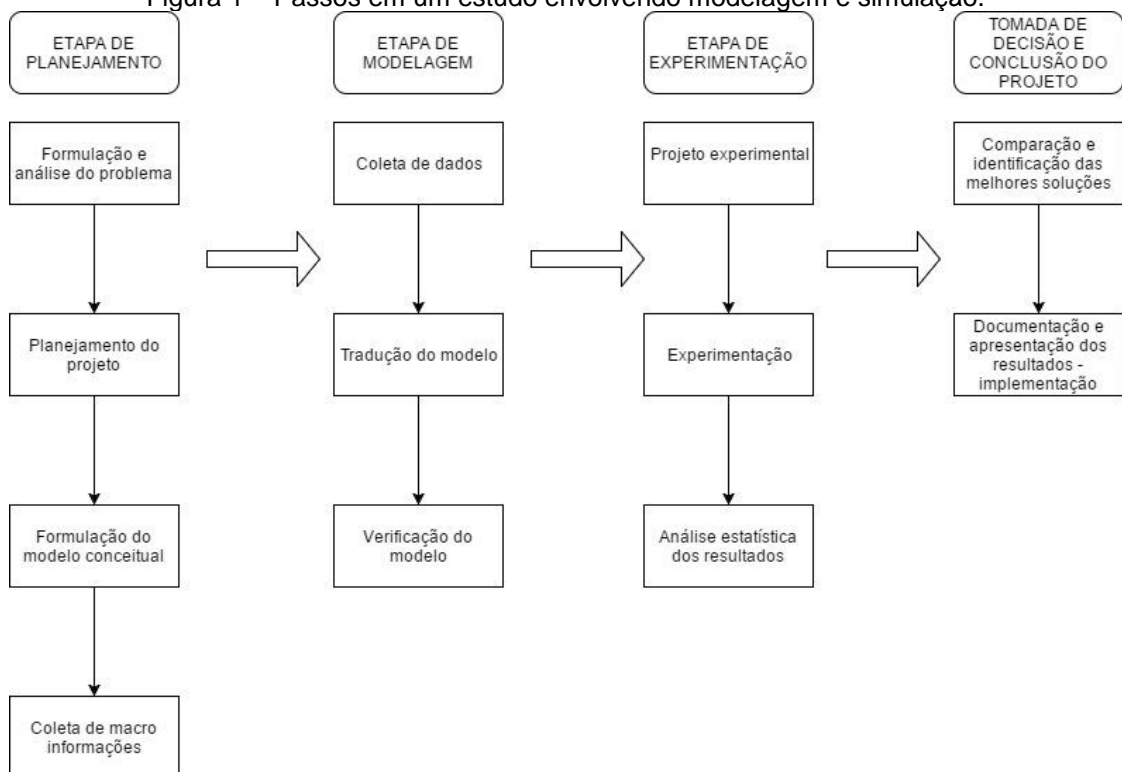 Figura 1 – Passos em um estudo envolvendo modelagem e simulação.
ETAPA DE
PLANEJAMENTO
Formulação e
análise do problema
Planejamento do
projeto
Formulação do
modelo conceitual
Coleta de macro
informações
ETAPA DE
MODELAGEM
Coleta de dados
Tradução do modelo
Verificação do
modelo
ETAPA DE
EXPERIMENTAÇÃO
Projeto experimental
Experimentação
Análise estatística
dos resultados
TOMADA DE
DECISÃO E
CONCLUSÃO DO
PROJETO
Comparação e
identificação das
melhores soluções
Documentação e
apresentação dos
resultados -
implementação